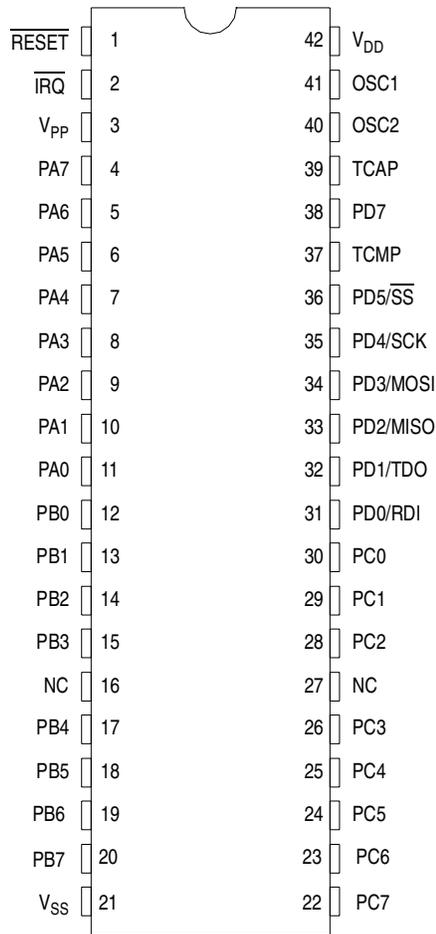 RESET 1 42 VDD
IRQ 2 41 OSC1
VPP 3 40 OSC2
PA7 4 39 TCAP
PA6 5 38 PD7
PA5 6 37 TCMP
PA4 7 36 PD5/SS
PA3 8 35 PD4/SCK
PA2 9 34 PD3/MOSI
PA1 10 33 PD2/MISO
PA0 11 32 PD1/TDO
PB0 12 31 PD0/RDI
PB1 13 30 PC0
PB2 14 29 PC1
PB3 15 28 PC2
NC 16 27 NC
PB4 17 26 PC3
PB5 18 25 PC4
PB6 19 24 PC5
PB7 20 23 PC6
VSS 21 22 PC7